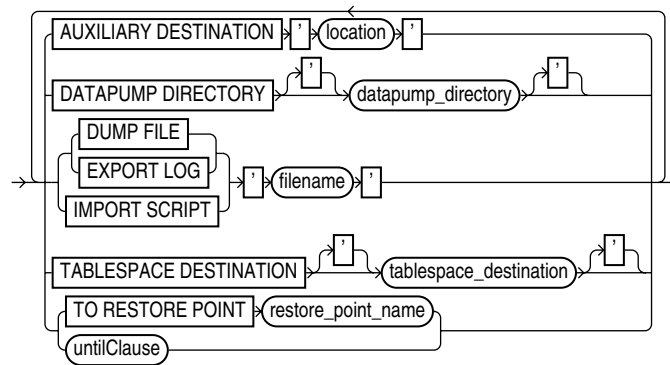 AUXILIARY DESTINATION ' location '
DATAPUMP DIRECTORY ' datapump_directory '
DUMP FILE
EXPORT LOG
IMPORT SCRIPT
' filename '
TABLESPACE DESTINATION ' tablespace_destination '
TO RESTORE POINT restore_point_name
untilClause